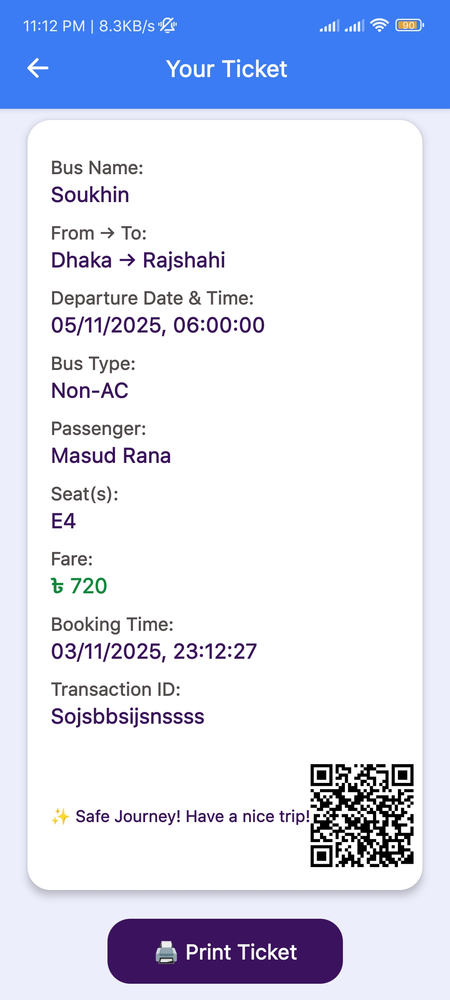 11:12 PM | 8.3KB/s
90
Your Ticket
Bus Name:
Soukhin
From → To:
Dhaka → Rajshahi
Departure Date & Time:
05/11/2025, 06:00:00
Bus Type:
Non-AC
Passenger:
Masud Rana
Seat(s):
E4
Fare:
৳ 720
Booking Time:
03/11/2025, 23:12:27
Transaction ID:
Sojsbbsijsnssss
✨ Safe Journey! Have a nice trip!
🖨️ Print Ticket